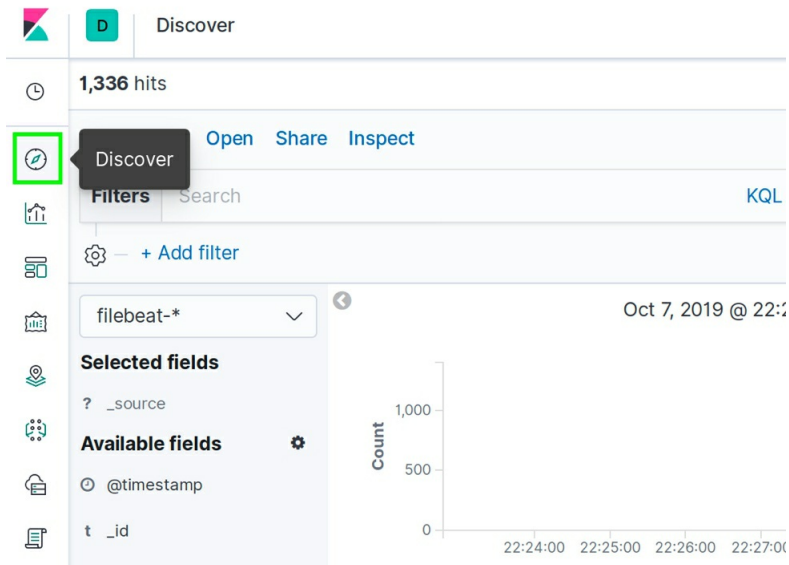 D Discover
1,336 hits
Open Share Inspect
Discover
Filters Search KQL
+ Add filter
filebeat-*
Oct 7, 2019 @ 22:2
Selected fields
? _source
Available fields
@timestamp
t _id
Count
1,000
500
0
22:24:00 22:25:00 22:26:00 22:27:00